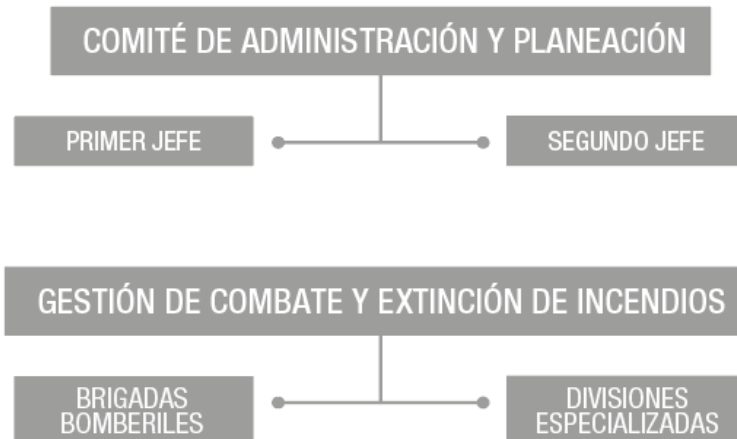 COMITÉ DE ADMINISTRACIÓN Y PLANEACIÓN
PRIMER JEFE
SEGUNDO JEFE
GESTIÓN DE COMBATE Y EXTINCIÓN DE INCENDIOS
BRIGADAS
BOMBERILES
DIVISIONES
ESPECIALIZADAS